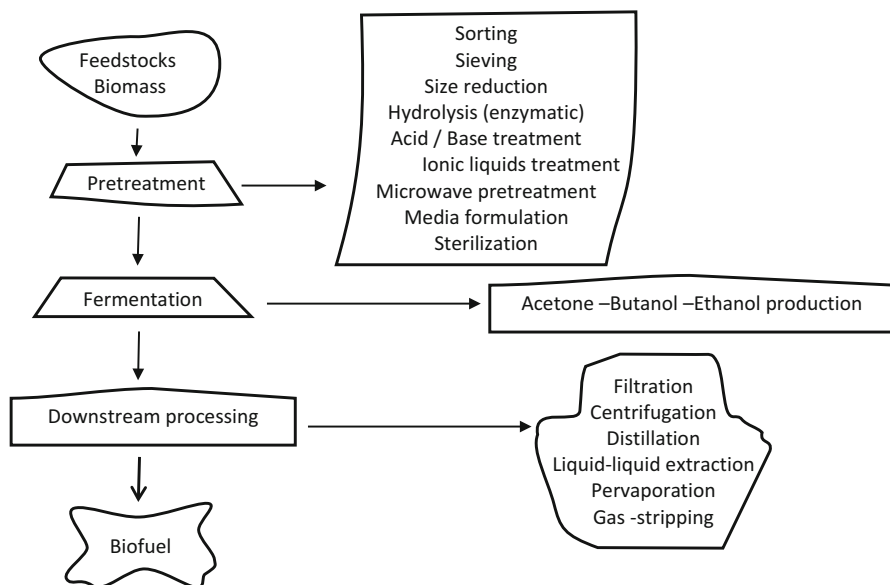 Feedstocks
Biomass
Pretreatment
Sorting
Sieving
Size reduction
Hydrolysis (enzymatic)
Acid / Base treatment
Ionic liquids treatment
Microwave pretreatment
Media formulation
Sterilization
Fermentation
Acetone –Butanol –Ethanol production
Downstream processing
Filtration
Centrifugation
Distillation
Liquid-liquid extraction
Pervaporation
Gas -stripping
Biofuel